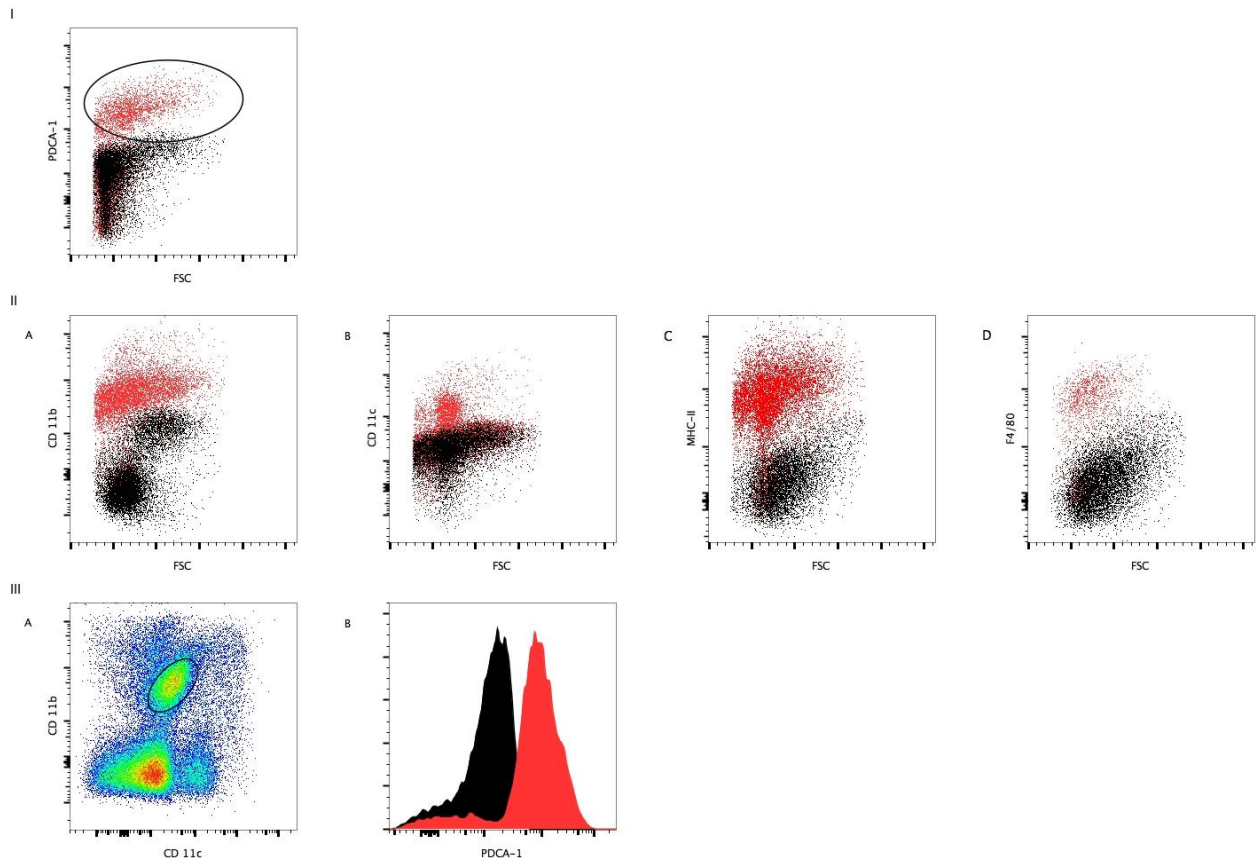 I
PDCA-1
FSC
II
A
CD 11b
FSC
B
CD 11c
FSC
C
MHC-II
FSC
D
F4/80
FSC
III
A
CD 11b
CD 11c
B
PDCA-1